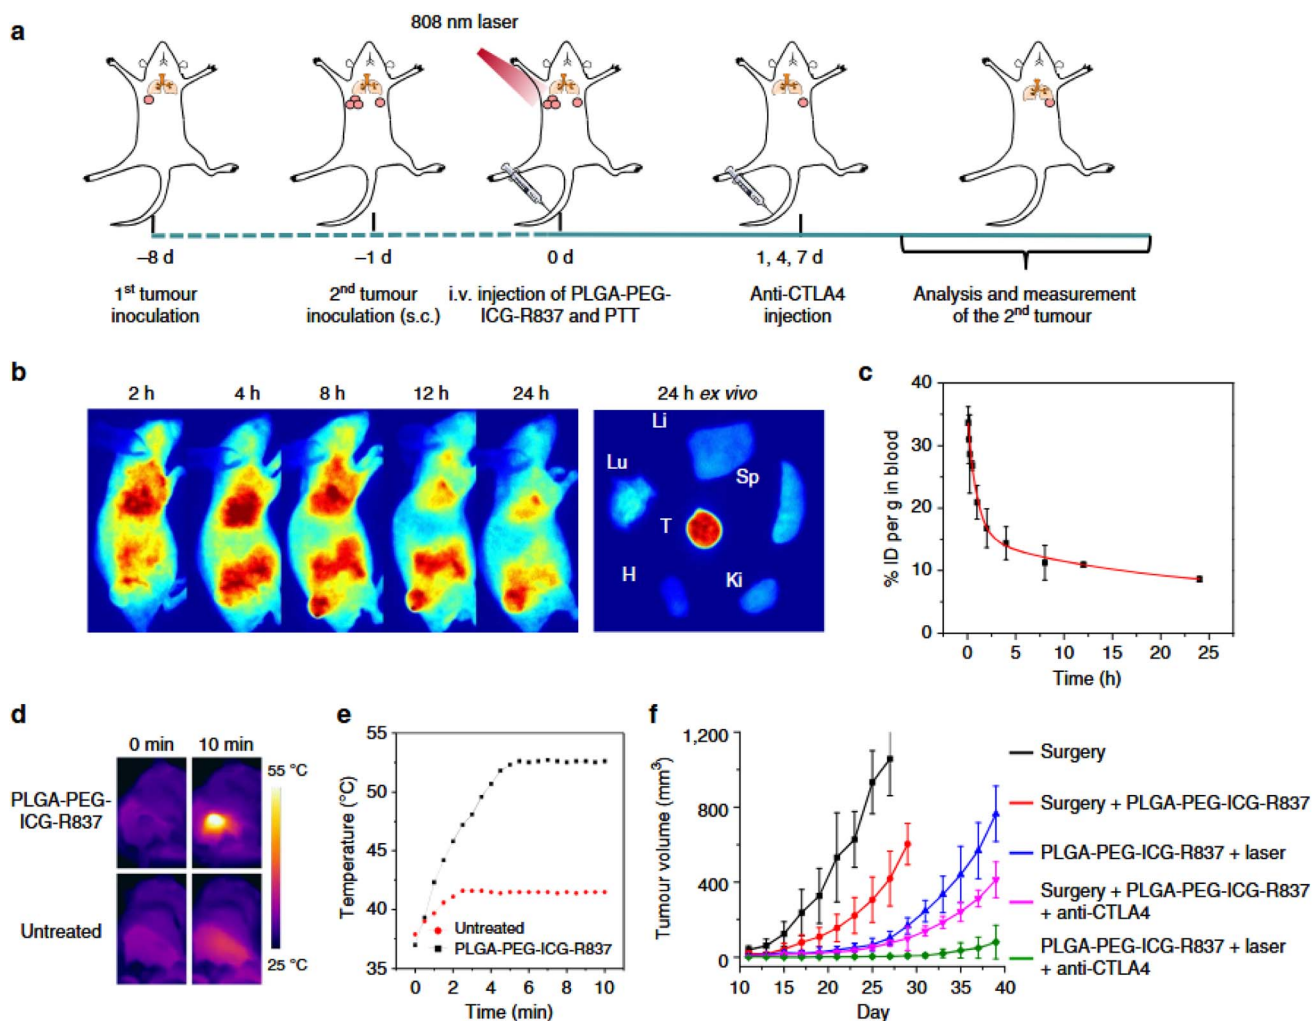 a
808 nm laser
–8 d
–1 d
0 d
1, 4, 7 d
1st tumour
inoculation
2nd tumour
inoculation (s.c.)
i.v. injection of PLGA-PEG-
ICG-R837 and PTT
Anti-CTLA4
injection
Analysis and measurement
of the 2nd tumour
b
2 h
4 h
8 h
12 h
24 h
24 h ex vivo
Li
Lu
Sp
T
H
Ki
c
% ID per g in blood
40
30
20
10
0
0
5
10
15
20
25
Time (h)
d
0 min
10 min
PLGA-PEG-
ICG-R837
Untreated
55 °C
25 °C
e
Temperature (°C)
55
50
45
40
35
Untreated
PLGA-PEG-ICG-R837
0
2
4
6
8
10
Time (min)
f
Tumour volume (mm3)
1,200
800
400
0
10
15
20
25
30
35
40
Day
Surgery
Surgery + PLGA-PEG-ICG-R837
PLGA-PEG-ICG-R837 + laser
Surgery + PLGA-PEG-ICG-R837
+ anti-CTLA4
PLGA-PEG-ICG-R837 + laser
+ anti-CTLA4